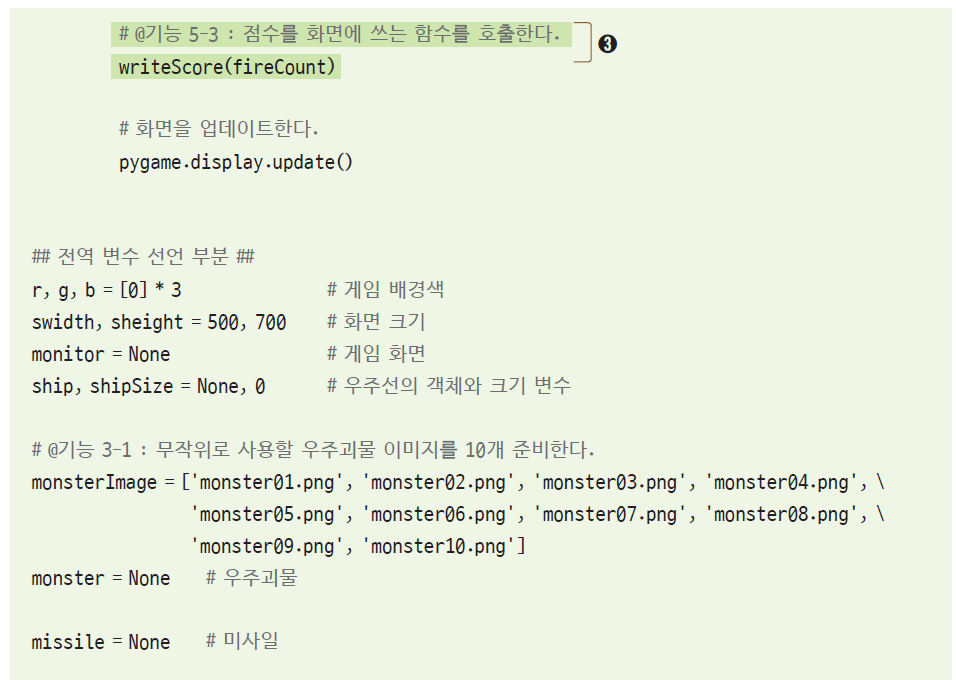 # @기능 5-3 : 점수를 화면에 쓰는 함수를 호출한다.
❸
writeScore(fireCount)
# 화면을 업데이트한다.
pygame.display.update()
## 전역 변수 선언 부분 ##
r, g, b = [0] * 3 # 게임 배경색
swidth, sheight = 500, 700 # 화면 크기
monitor = None # 게임 화면
ship, shipSize = None, 0 # 우주선의 객체와 크기 변수
# @기능 3-1 : 무작위로 사용할 우주괴물 이미지를 10개 준비한다.
monsterImage = ['monster01.png', 'monster02.png', 'monster03.png', 'monster04.png', \
'monster05.png', 'monster06.png', 'monster07.png', 'monster08.png', \
'monster09.png', 'monster10.png']
monster = None # 우주괴물
missile = None # 미사일